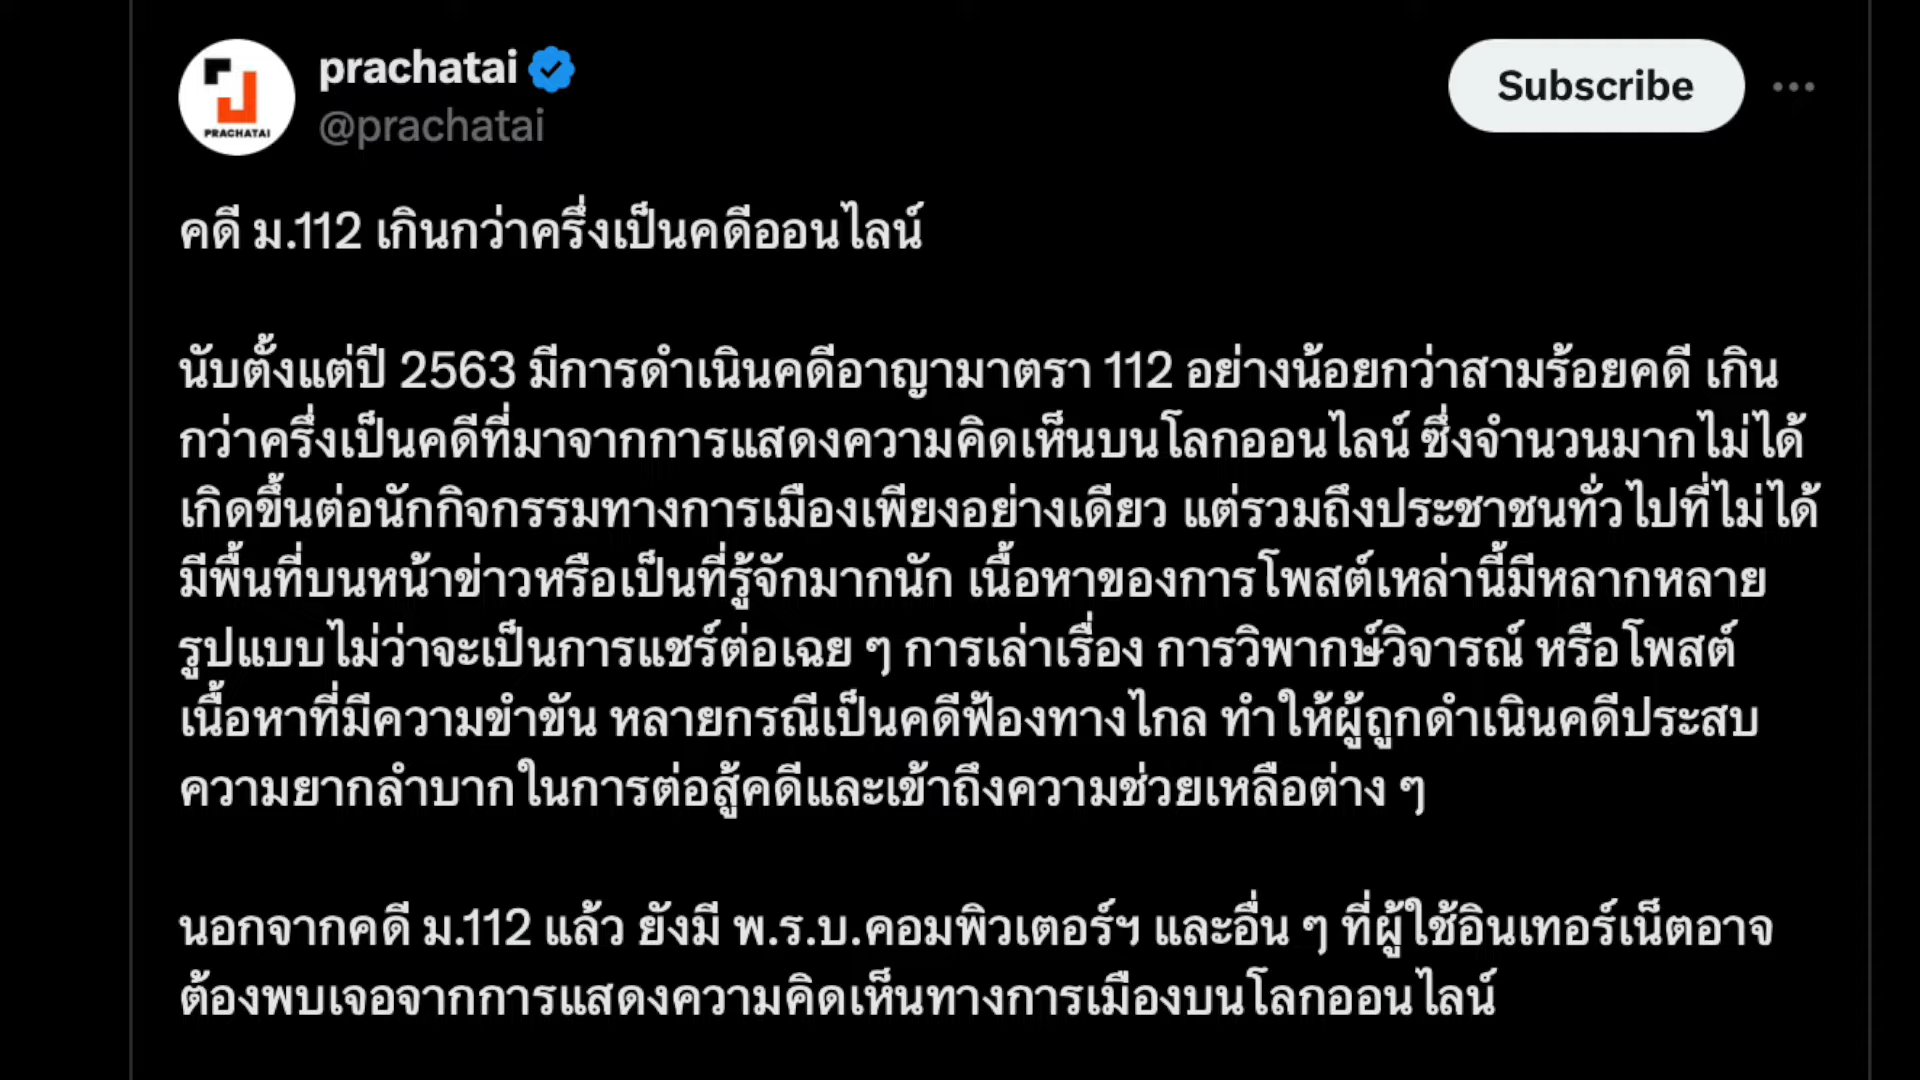 prachatai
@prachatai
PRACHATAI
Subscribe
คดี ม.112 เกินกว่าครึ่งเป็นคดีออนไลน์
นับตั้งแต่ปี 2563 มีการดำเนินคดีอาญามาตรา 112 อย่างน้อยกว่าสามร้อยคดี เกิน
กว่าครึ่งเป็นคดีที่มาจากการแสดงความคิดเห็นบนโลกออนไลน์ ซึ่งจำนวนมากไม่ได้
เกิดขึ้นต่อนักกิจกรรมทางการเมืองเพียงอย่างเดียว แต่รวมถึงประชาชนทั่วไปที่ไม่ได้
มีพื้นที่บนหน้าข่าวหรือเป็นที่รู้จักมากนัก เนื้อหาของการโพสต์เหล่านี้มีหลากหลาย
รูปแบบไม่ว่าจะเป็นการแชร์ต่อเฉย ๆ การเล่าเรื่อง การวิพากษ์วิจารณ์ หรือโพสต์
เนื้อหาที่มีความขำขัน หลายกรณีเป็นคดีฟ้องทางไกล ทำให้ผู้ถูกดำเนินคดีประสบ
ความยากลำบากในการต่อสู้คดีและเข้าถึงความช่วยเหลือต่าง ๆ
นอกจากคดี ม.112 แล้ว ยังมี พ.ร.บ.คอมพิวเตอร์ฯ และอื่น ๆ ที่ผู้ใช้อินเทอร์เน็ตอาจ
ต้องพบเจอจากการแสดงความคิดเห็นทางการเมืองบนโลกออนไลน์